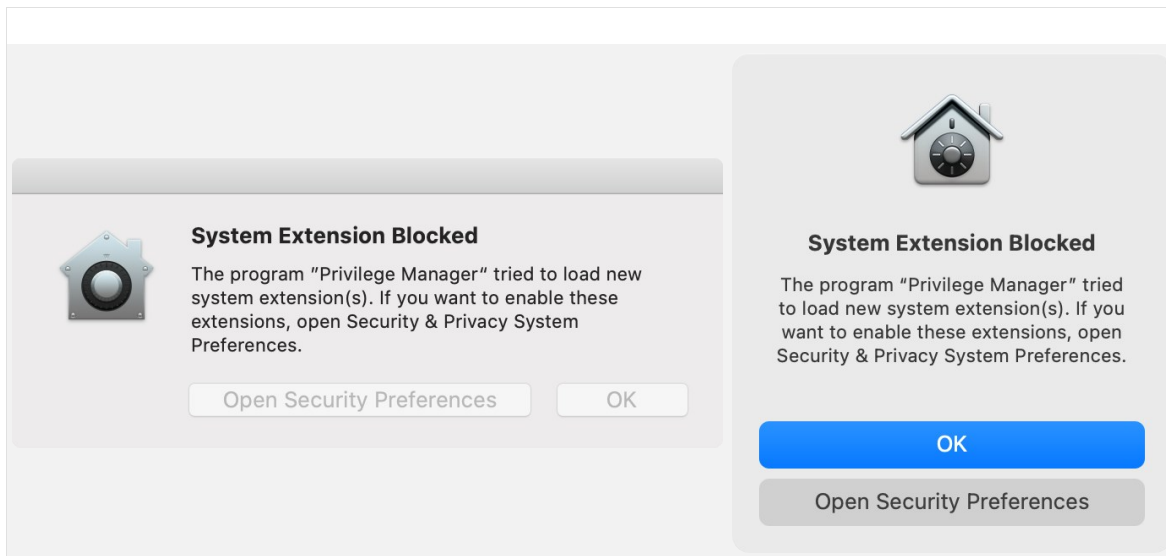 System Extension Blocked
The program "Privilege Manager" tried to load new
system extension(s). If you want to enable these
extensions, open Security & Privacy System
Preferences.
Open Security Preferences
OK
System Extension Blocked
The program “Privilege Manager” tried
to load new system extension(s). If you
want to enable these extensions, open
Security & Privacy System Preferences.
OK
Open Security Preferences